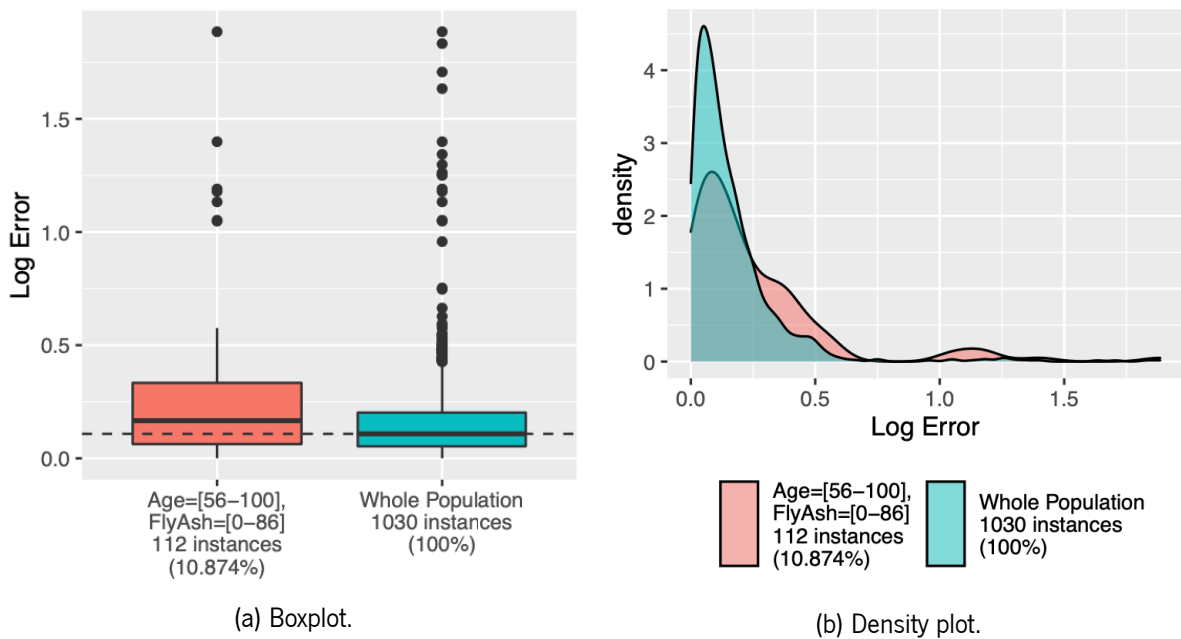 Log Error
1.5
1.0
0.5
0.0
Age=[56–100],
FlyAsh=[0–86]
112 instances
(10.874%)
Whole Population
1030 instances
(100%)
(a) Boxplot.
density
4
3
2
1
0
0.0
0.5
1.0
1.5
Log Error
Age=[56–100],
FlyAsh=[0–86]
112 instances
(10.874%)
Whole Population
1030 instances
(100%)
(b) Density plot.